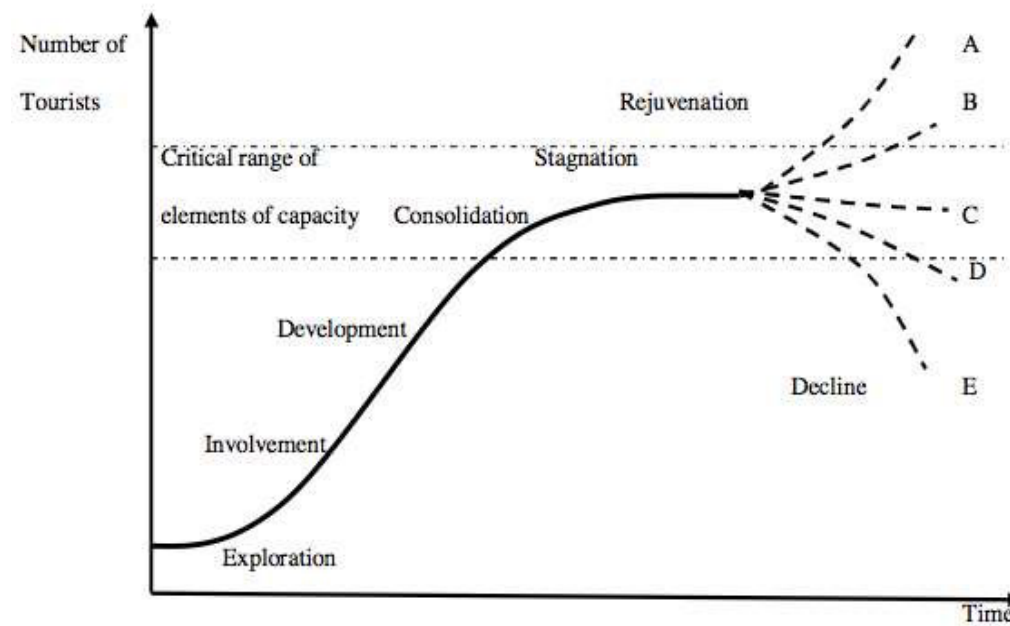 Number of
Tourists
A
Rejuvenation
B
Critical range of
elements of capacity
Stagnation
Consolidation
C
D
Development
Decline
E
Involvement
Exploration
Time